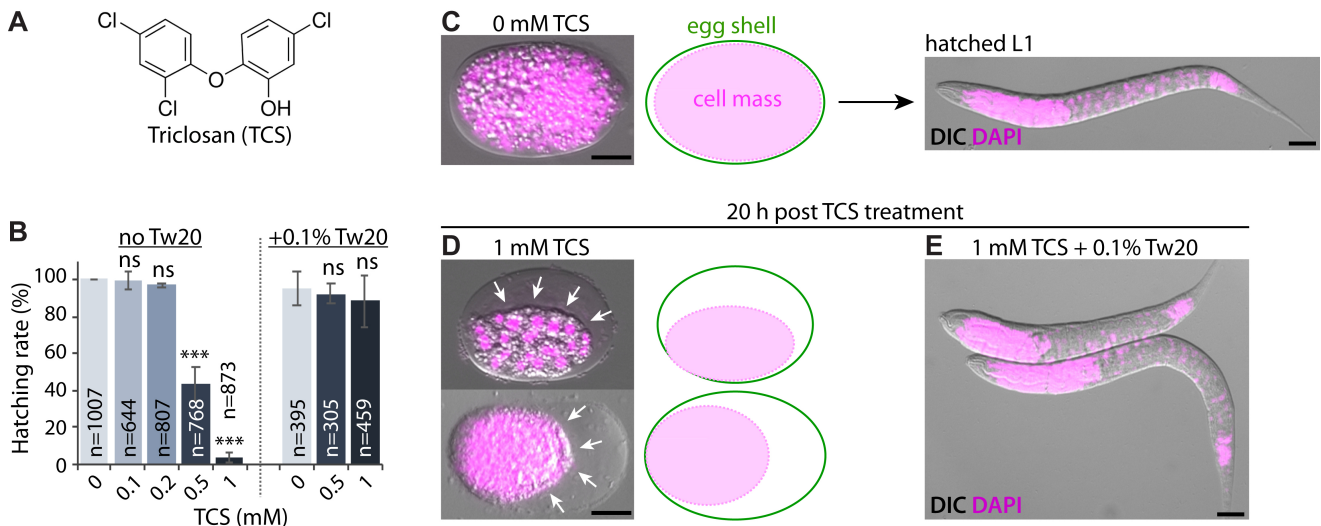 A
Cl
Cl
O
Cl
OH
Triclosan (TCS)
B
no Tw20
+0.1% Tw20
ns
ns
ns
ns
***
***
Hatching rate (%)
100
80
60
40
20
0
n=1007
n=644
n=807
n=768
n=873
n=395
n=305
n=459
0
0.1
0.2
0.5
1
0
0.5
1
TCS (mM)
C
0 mM TCS
egg shell
cell mass
hatched L1
DIC DAPI
20 h post TCS treatment
D
1 mM TCS
E
1 mM TCS + 0.1% Tw20
DIC DAPI